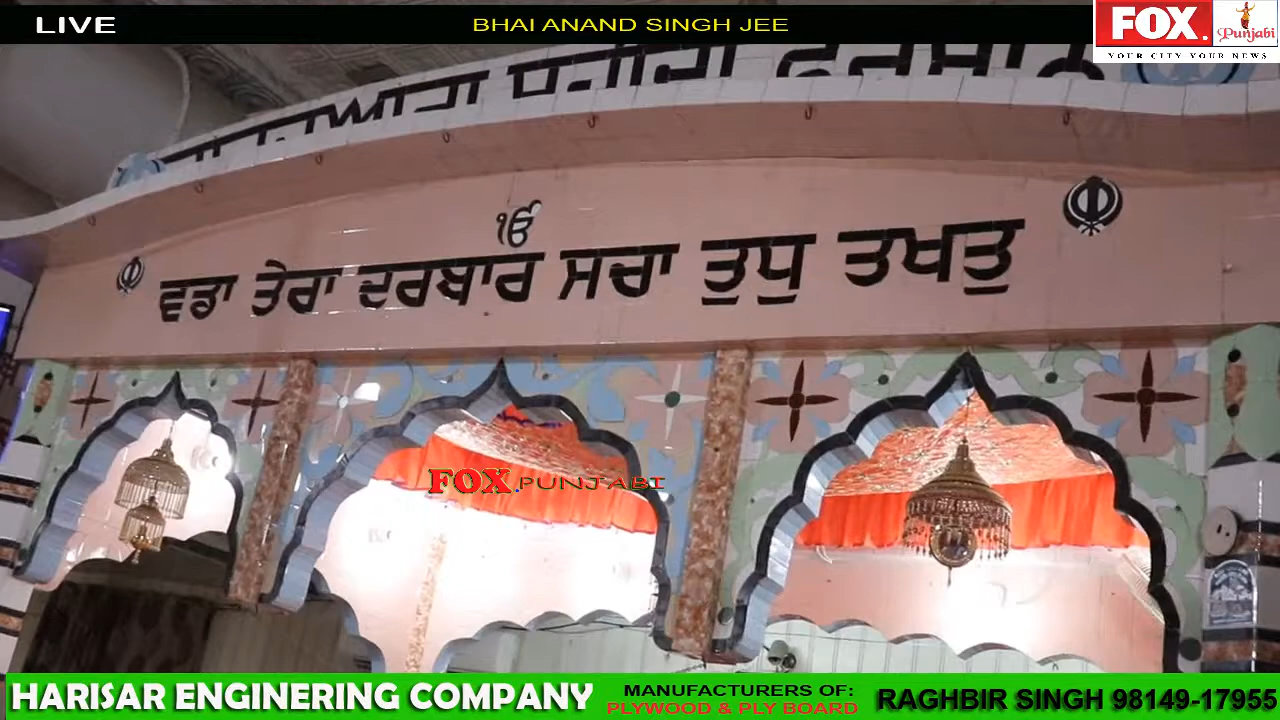 LIVE
BHAI ANAND SINGH JEE
FOX.
Punjabi
YOUR CITY YOUR NEWS
ੴ
ਵਡਾ ਤੇਰਾ ਦਰਬਾਰ ਸਚਾ ਤੁਧੁ ਤਖਤੁ
FOX.PUNJABI
HARISAR ENGINERING COMPANY
MANUFACTURERS OF:
PLYWOOD & PLY BOARD
RAGHBIR SINGH 98149-17955